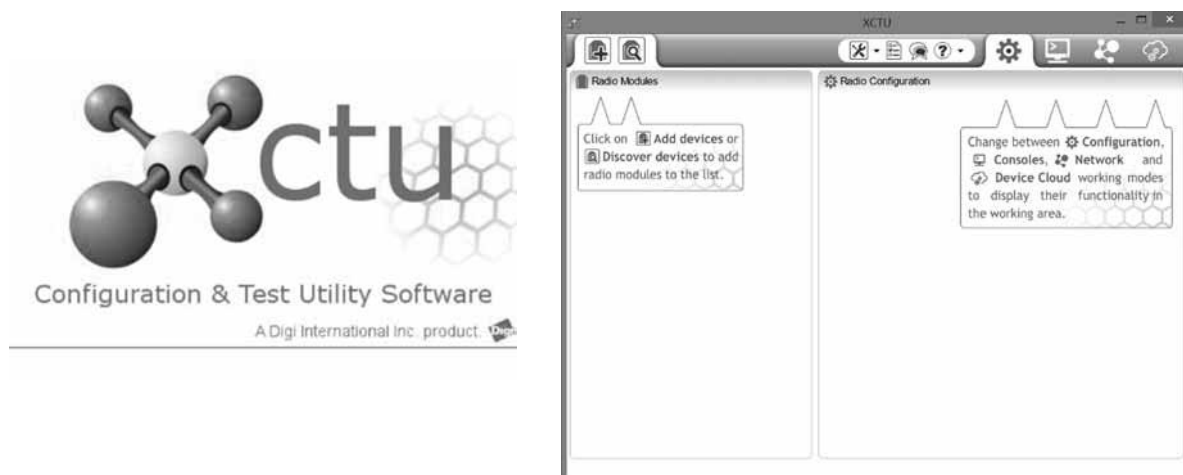 ctu
Configuration & Test Utility Software
A Digi International Inc. product.
Digi
XCTU
Radio Modules
Click on Add devices or
Discover devices to add
radio modules to the list.
Radio Configuration
Change between Configuration,
Consoles, Network and
Device Cloud working modes
to display their functionality in
the working area.